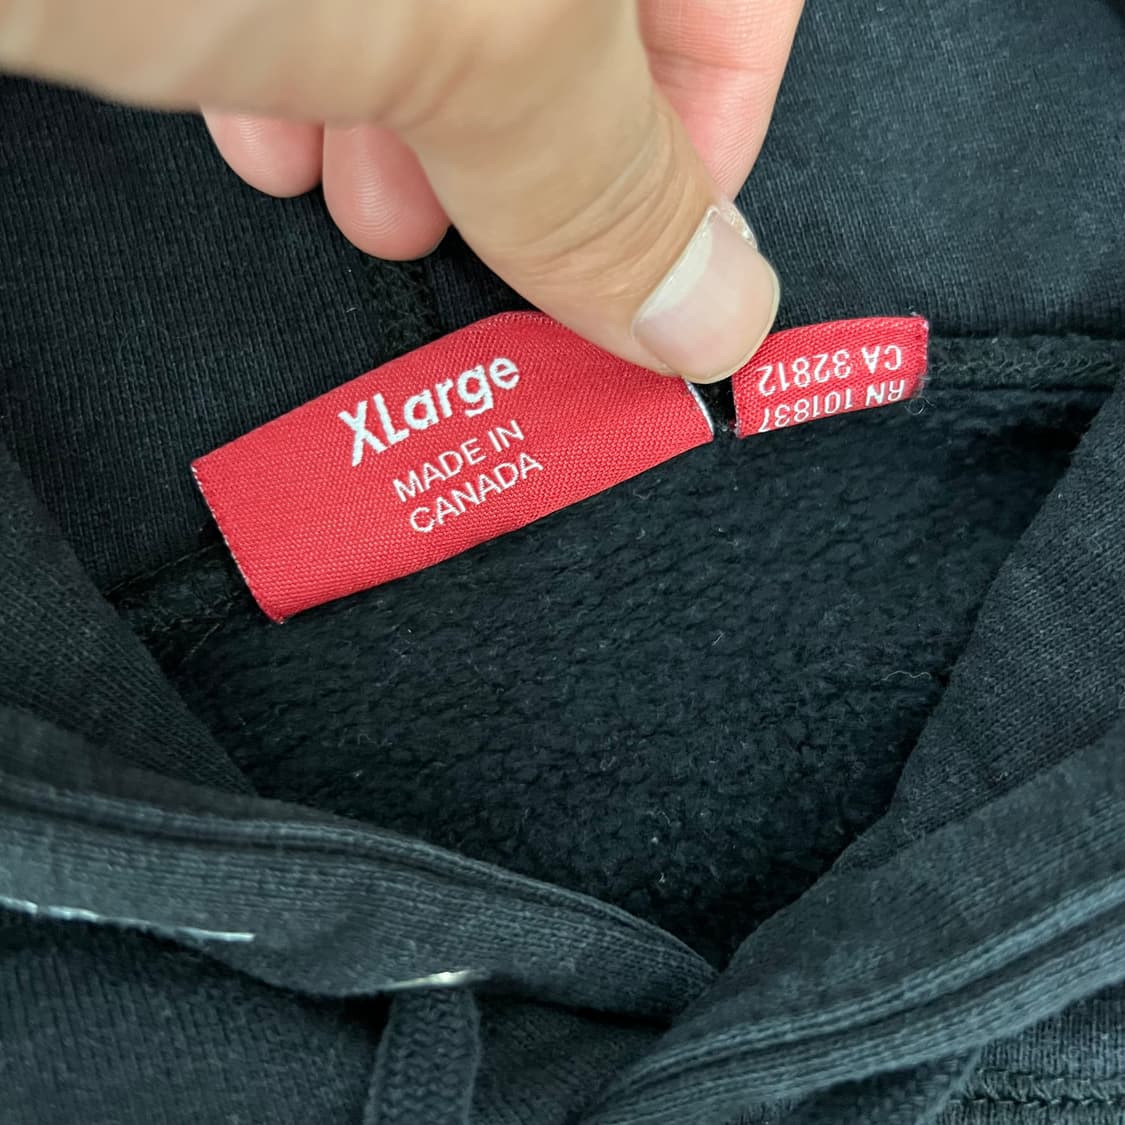 XLarge
MADE IN
CANADA
RN 101837
CA 32812